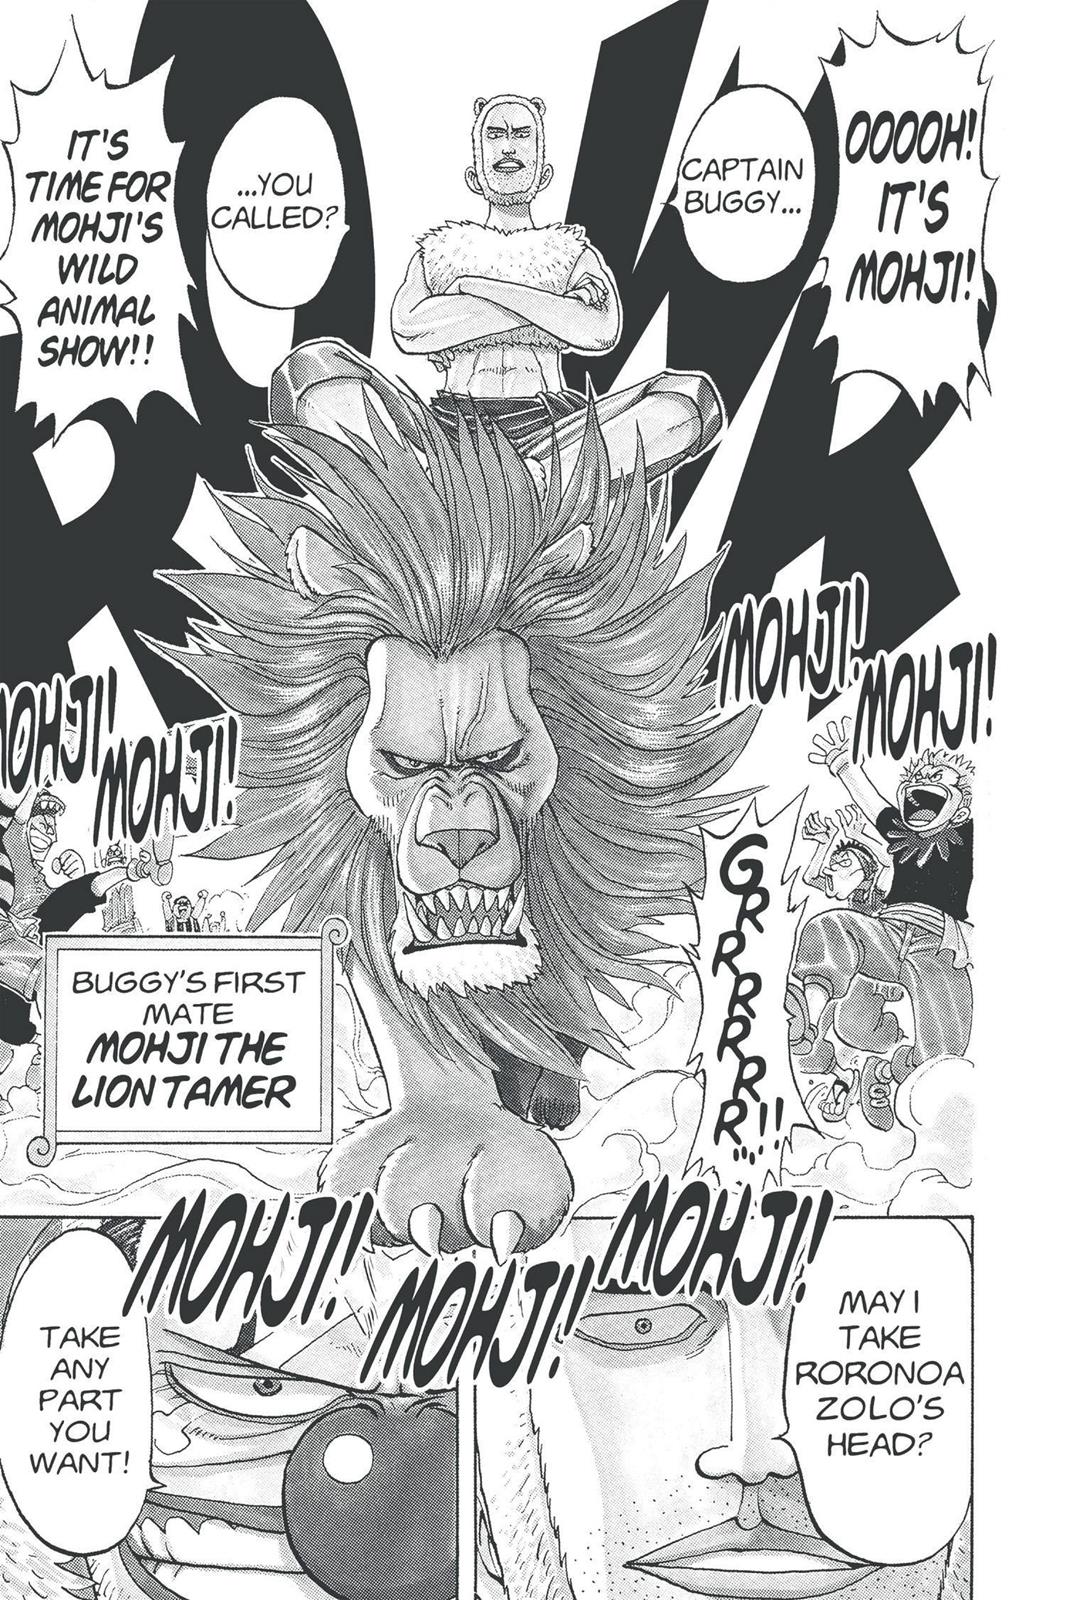 OOOOH!
IT'S
MOHJI!
CAPTAIN
BUGGY...
...YOU
CALLED?
IT'S
TIME FOR
MOHJI'S
WILD
ANIMAL
SHOW!!
ROAR
MOHJI!
MOHJI!
MOHJI!
MOHJI!
GRRRRRR...!!
BUGGY'S FIRST
MATE
MOHJI THE
LION TAMER
MOHJI!
MOHJI!
MOHJI!
MAY I
TAKE
RORONOA
ZOLO'S
HEAD?
TAKE
ANY
PART
YOU
WANT!